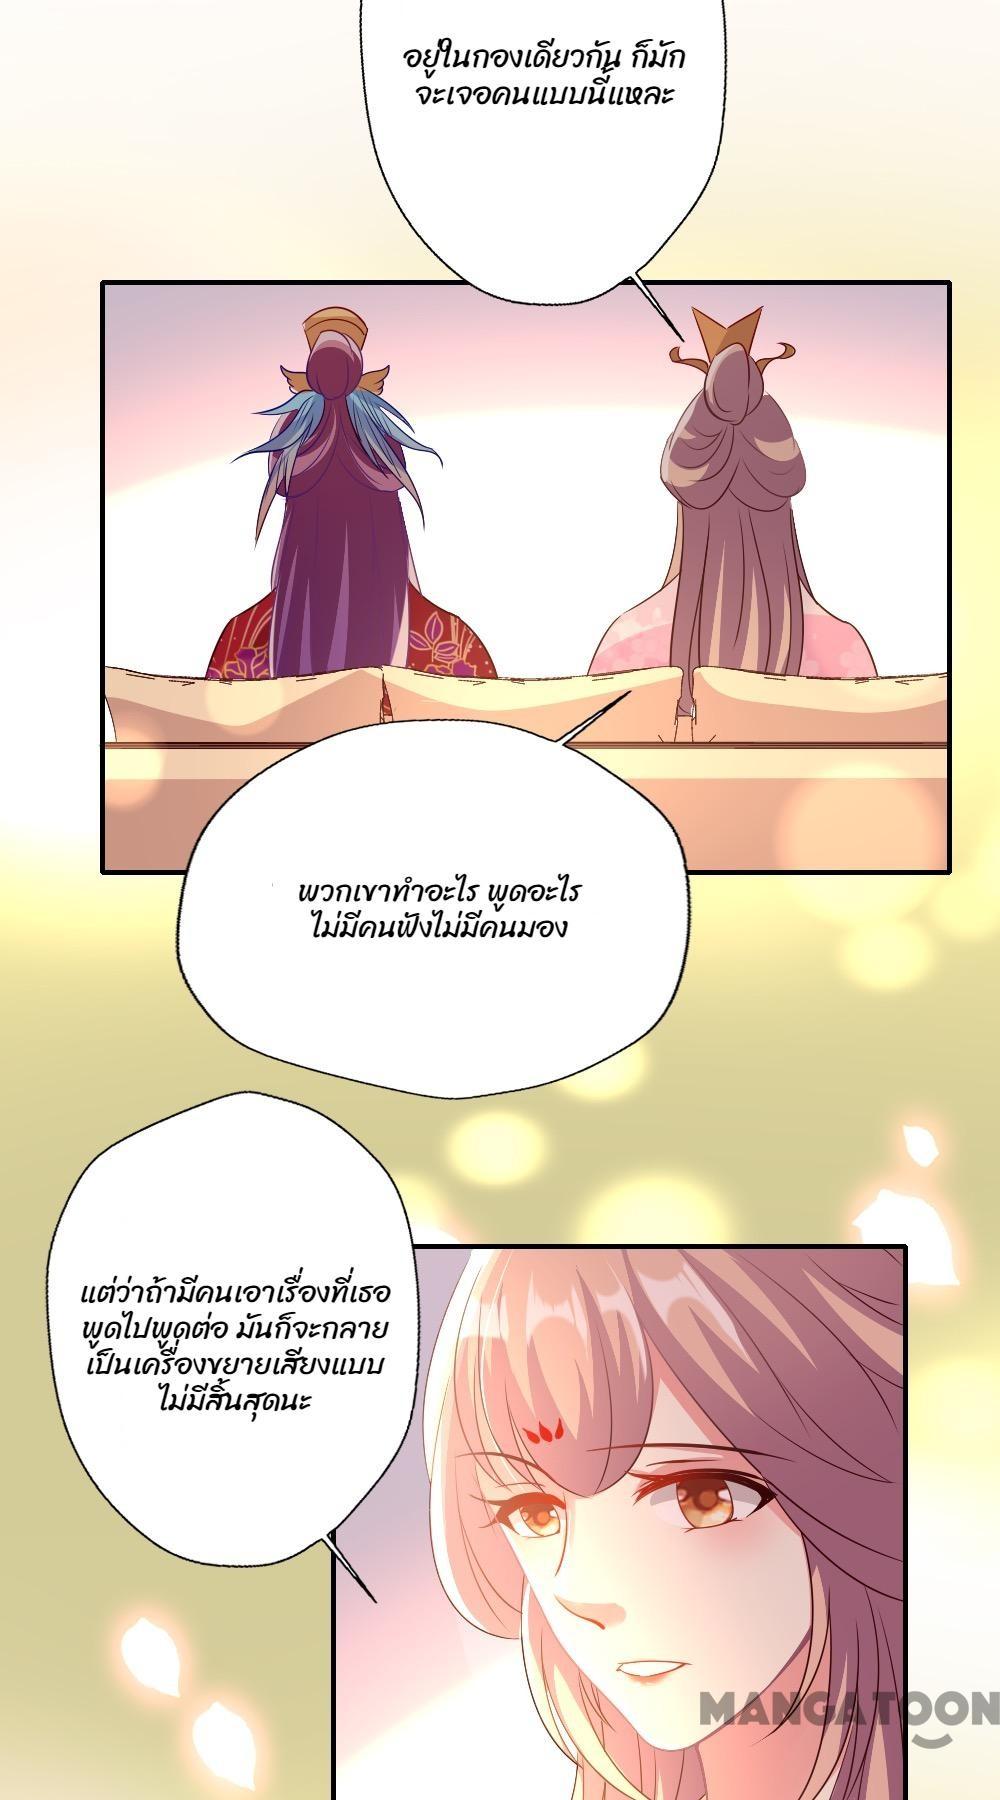 อยู่ในกองเดียวกัน ก็มัก
จะเจอคนแบบนี้แหละ
พวกเขาทำอะไร พูดอะไร
ไม่มีคนฟังไม่มีคนมอง
แต่ว่าถ้ามีคนเอาเรื่องที่เธอ
พูดไปพูดต่อ มันก็จะกลาย
เป็นเครื่องขยายเสียงแบบ
ไม่มีสิ้นสุดนะ
MANGATOON